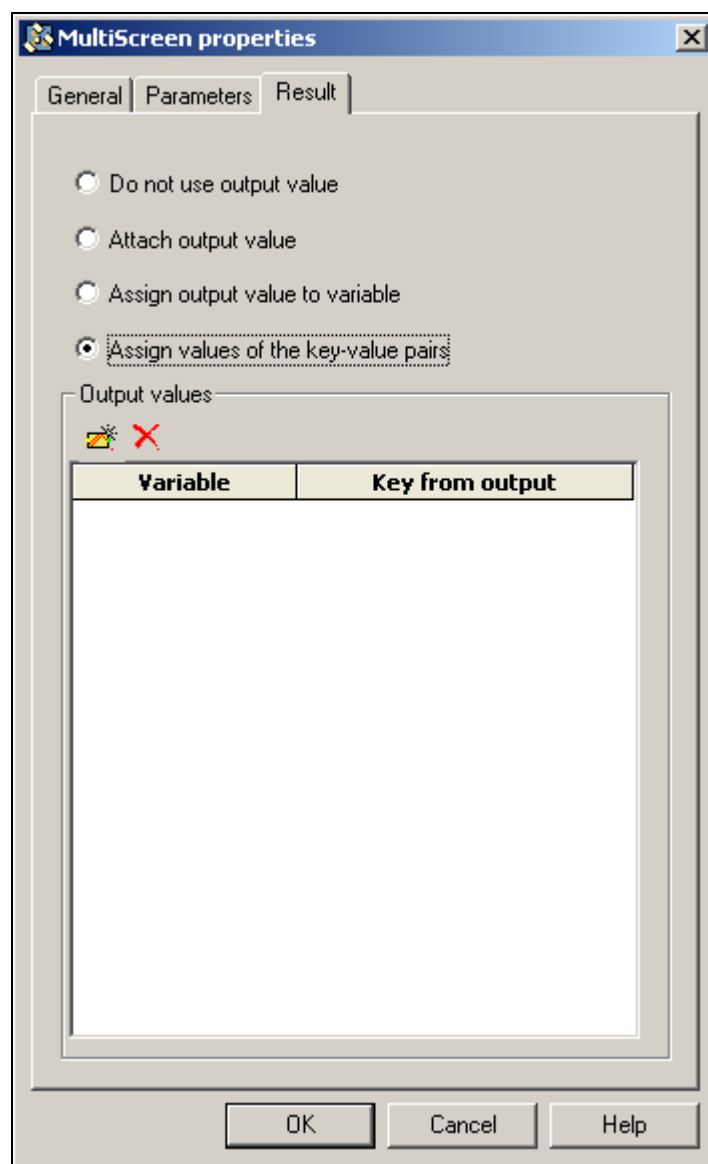 MultiScreen properties
General Parameters Result
Do not use output value
Attach output value
Assign output value to variable
Assign values of the key-value pairs
Output values
Variable Key from output
OK Cancel Help